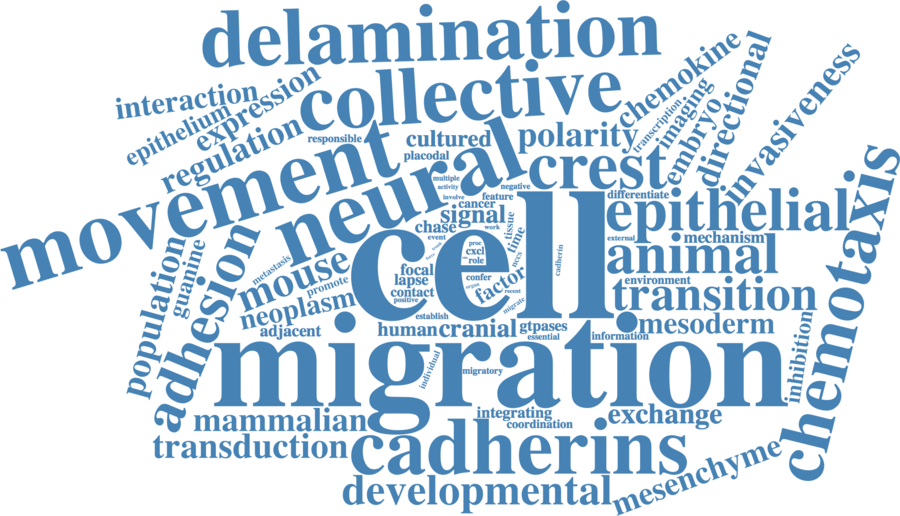 delamination
collective
interaction
expression
epithelium
regulation
responsible
cultured
polarity
chemokine
transcription
imaging
embryo
directional
invasiveness
movement
neural
placodal
crest
multiple
activity
involve
negative
differentiate
cancer
feature
signal
work
chase
event
tissue
time
cell
epithelial
external
mechanism
chemotaxis
population
guanine
adhesion
metastasis
mouse
promote
neoplasm
adjacent
proc
cxcl
role
nccs
cadherin
animal
focal
lapse
contact
positive
confer
organ
factor
recent
migrate
environment
transition
establish
human
cranial
gtpases
essential
information
mesoderm
inhibition
migration
individual
migratory
mammalian
integrating
coordination
exchange
transduction
cadherins
developmental
mesenchyme